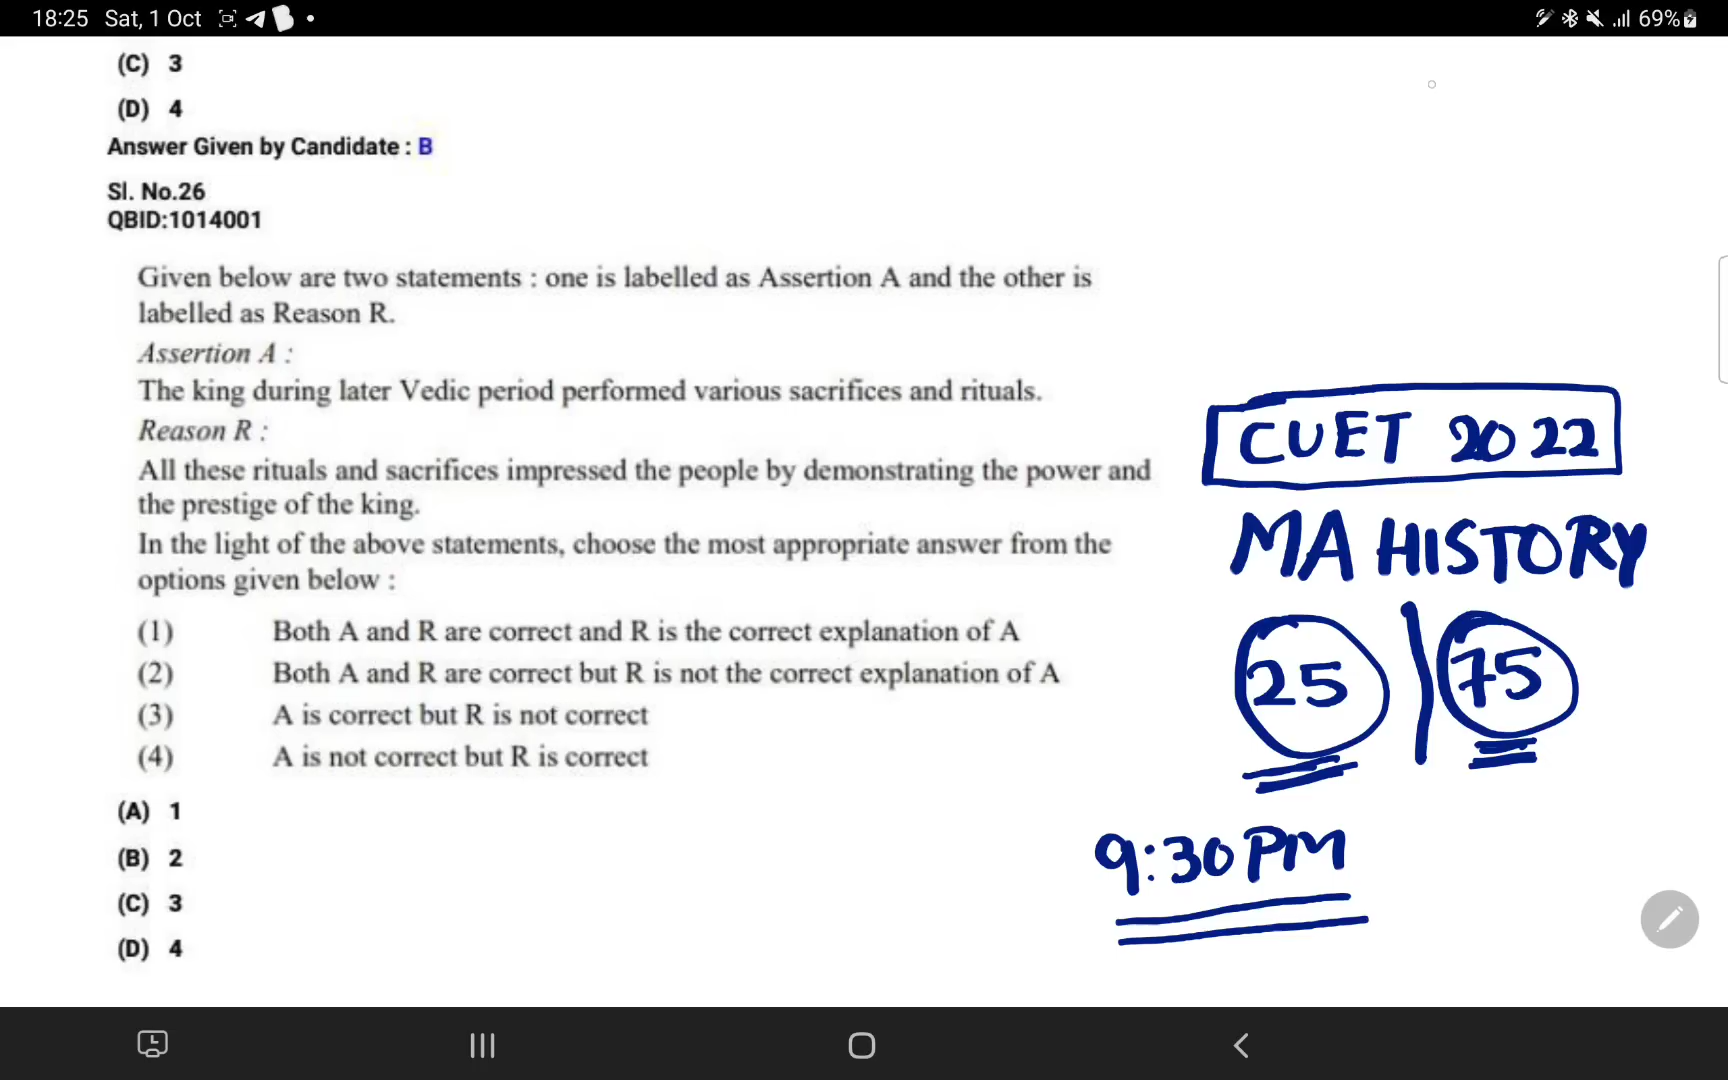 18:25 Sat, 1 Oct
69%
(C) 3
(D) 4
Answer Given by Candidate : B
Sl. No.26
QBID:1014001
Given below are two statements : one is labelled as Assertion A and the other is
labelled as Reason R.
Assertion A :
The king during later Vedic period performed various sacrifices and rituals.
Reason R :
All these rituals and sacrifices impressed the people by demonstrating the power and
the prestige of the king.
In the light of the above statements, choose the most appropriate answer from the
options given below :
(1) Both A and R are correct and R is the correct explanation of A
(2) Both A and R are correct but R is not the correct explanation of A
(3) A is correct but R is not correct
(4) A is not correct but R is correct
(A) 1
(B) 2
(C) 3
(D) 4
CUET 2022
MA HISTORY
25 | 75
9:30 PM